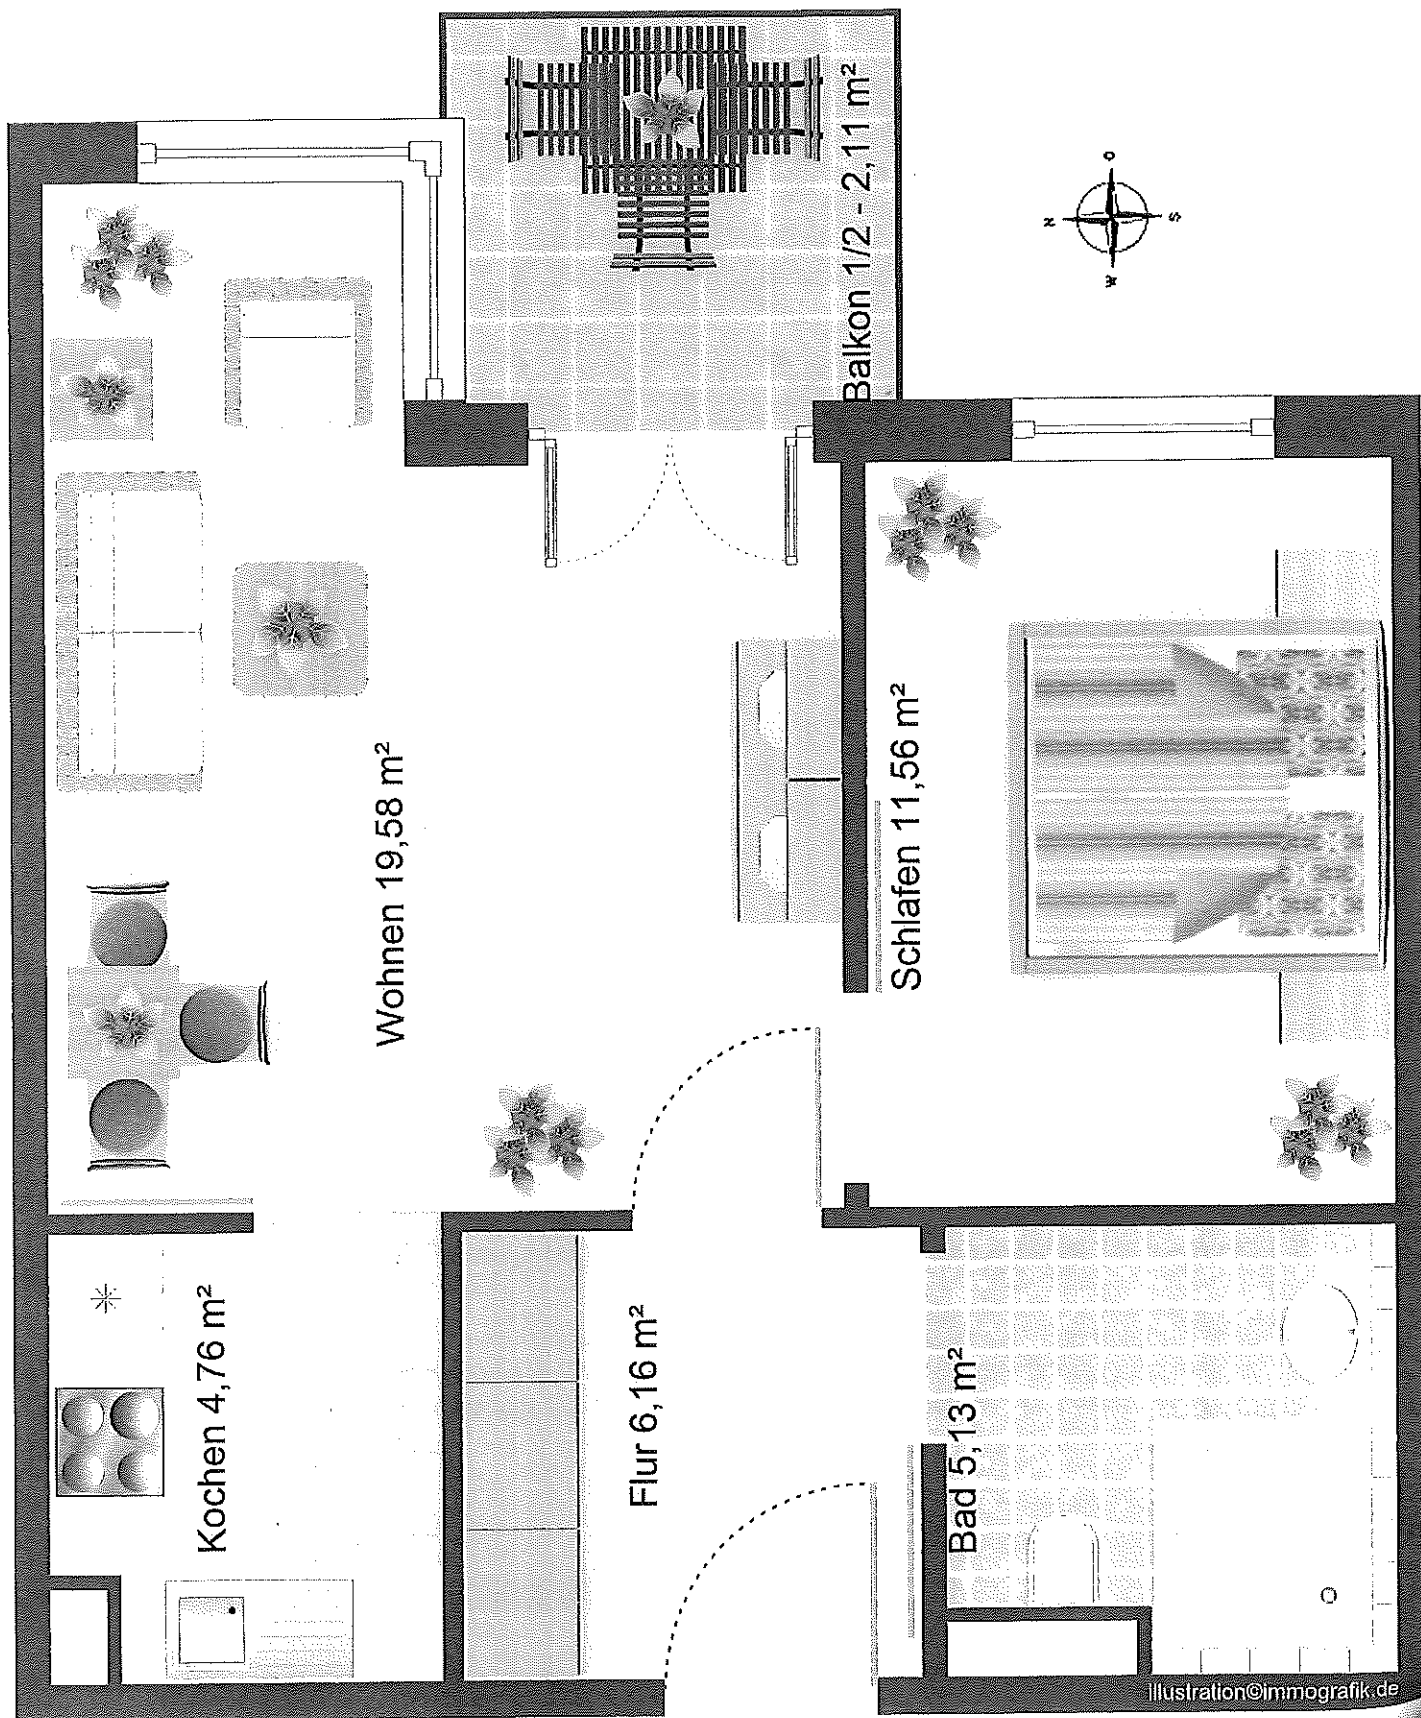 Balkon 1/2 - 2,11 m²
O
N
S
W
Wohnen 19,58 m²
Schlafen 11,56 m²
Kochen 4,76 m²
Flur 6,16 m²
Bad 5,13 m²
Illustration©immografik.de